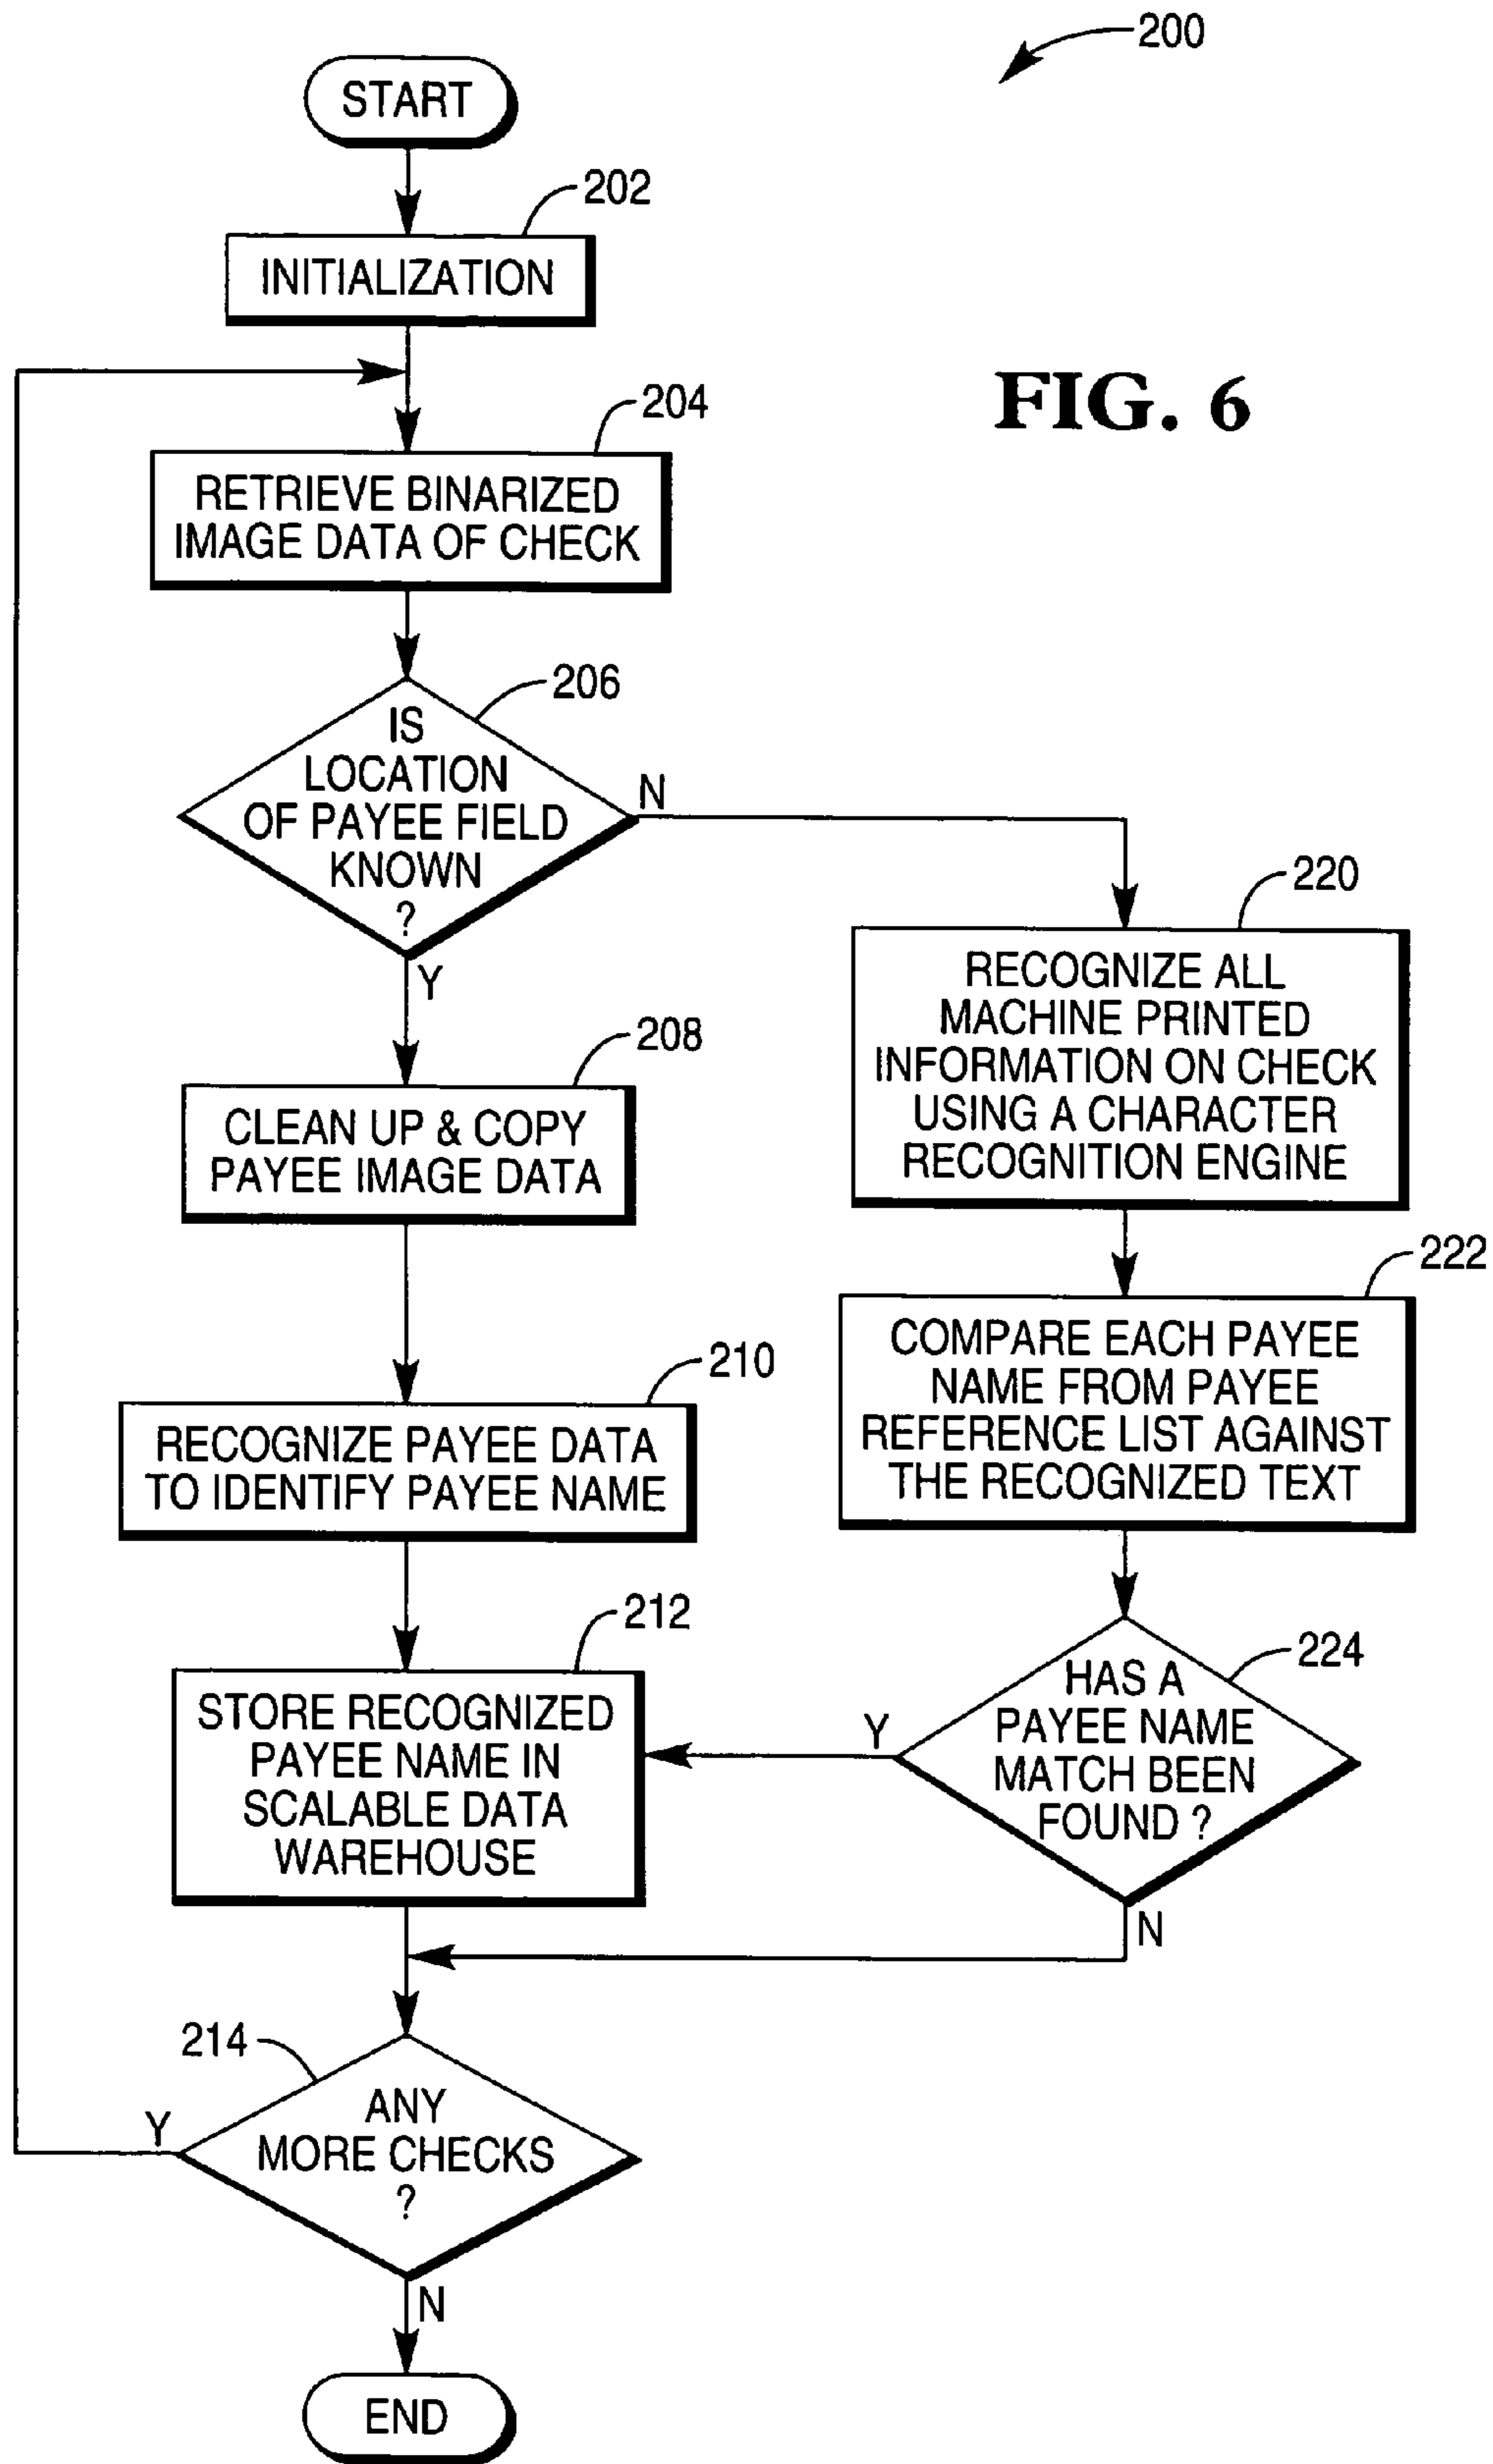 200
START
202
INITIALIZATION
FIG. 6
204
RETRIEVE BINARIZED
IMAGE DATA OF CHECK
206
IS
LOCATION
OF PAYEE FIELD
KNOWN
?
N
Y
208
CLEAN UP & COPY
PAYEE IMAGE DATA
210
RECOGNIZE PAYEE DATA
TO IDENTIFY PAYEE NAME
212
STORE RECOGNIZED
PAYEE NAME IN
SCALABLE DATA
WAREHOUSE
220
RECOGNIZE ALL
MACHINE PRINTED
INFORMATION ON CHECK
USING A CHARACTER
RECOGNITION ENGINE
222
COMPARE EACH PAYEE
NAME FROM PAYEE
REFERENCE LIST AGAINST
THE RECOGNIZED TEXT
224
HAS A
PAYEE NAME
MATCH BEEN
FOUND ?
Y
N
214
ANY
MORE CHECKS
?
Y
N
END